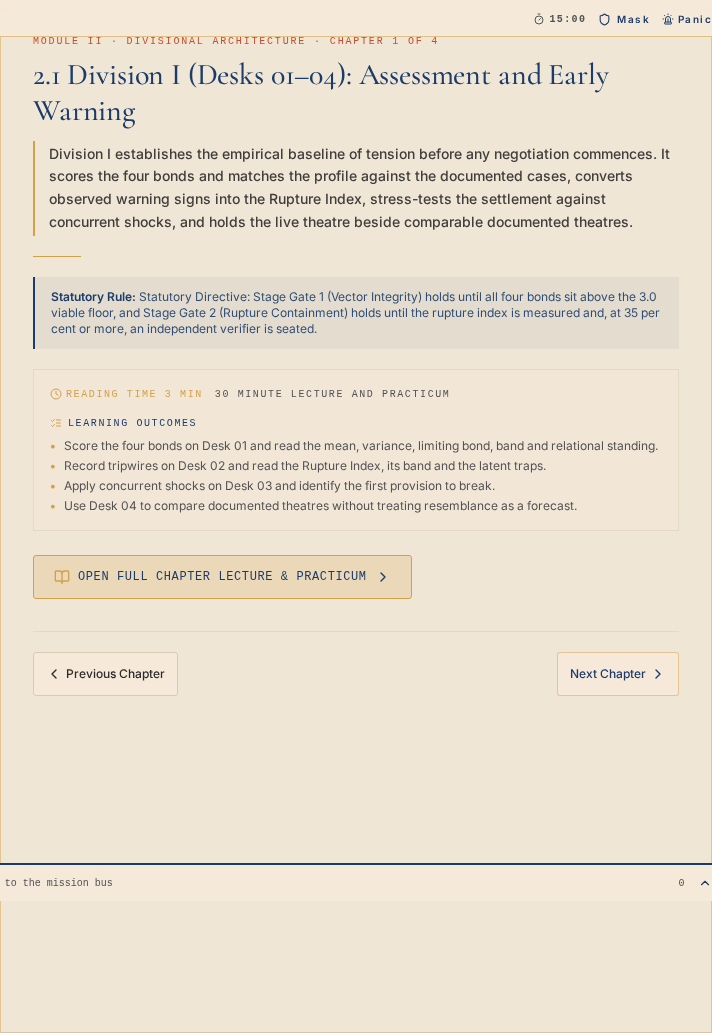 15:00 Mask Panic
MODULE II · DIVISIONAL ARCHITECTURE · CHAPTER 1 OF 4
2.1 Division I (Desks 01–04): Assessment and Early
Warning
Division I establishes the empirical baseline of tension before any negotiation commences. It
scores the four bonds and matches the profile against the documented cases, converts
observed warning signs into the Rupture Index, stress-tests the settlement against
concurrent shocks, and holds the live theatre beside comparable documented theatres.
Statutory Rule: Statutory Directive: Stage Gate 1 (Vector Integrity) holds until all four bonds sit above the 3.0
viable floor, and Stage Gate 2 (Rupture Containment) holds until the rupture index is measured and, at 35 per
cent or more, an independent verifier is seated.
READING TIME 3 MIN 30 MINUTE LECTURE AND PRACTICUM
LEARNING OUTCOMES
• Score the four bonds on Desk 01 and read the mean, variance, limiting bond, band and relational standing.
• Record tripwires on Desk 02 and read the Rupture Index, its band and the latent traps.
• Apply concurrent shocks on Desk 03 and identify the first provision to break.
• Use Desk 04 to compare documented theatres without treating resemblance as a forecast.
OPEN FULL CHAPTER LECTURE & PRACTICUM
Previous Chapter Next Chapter
to the mission bus 0